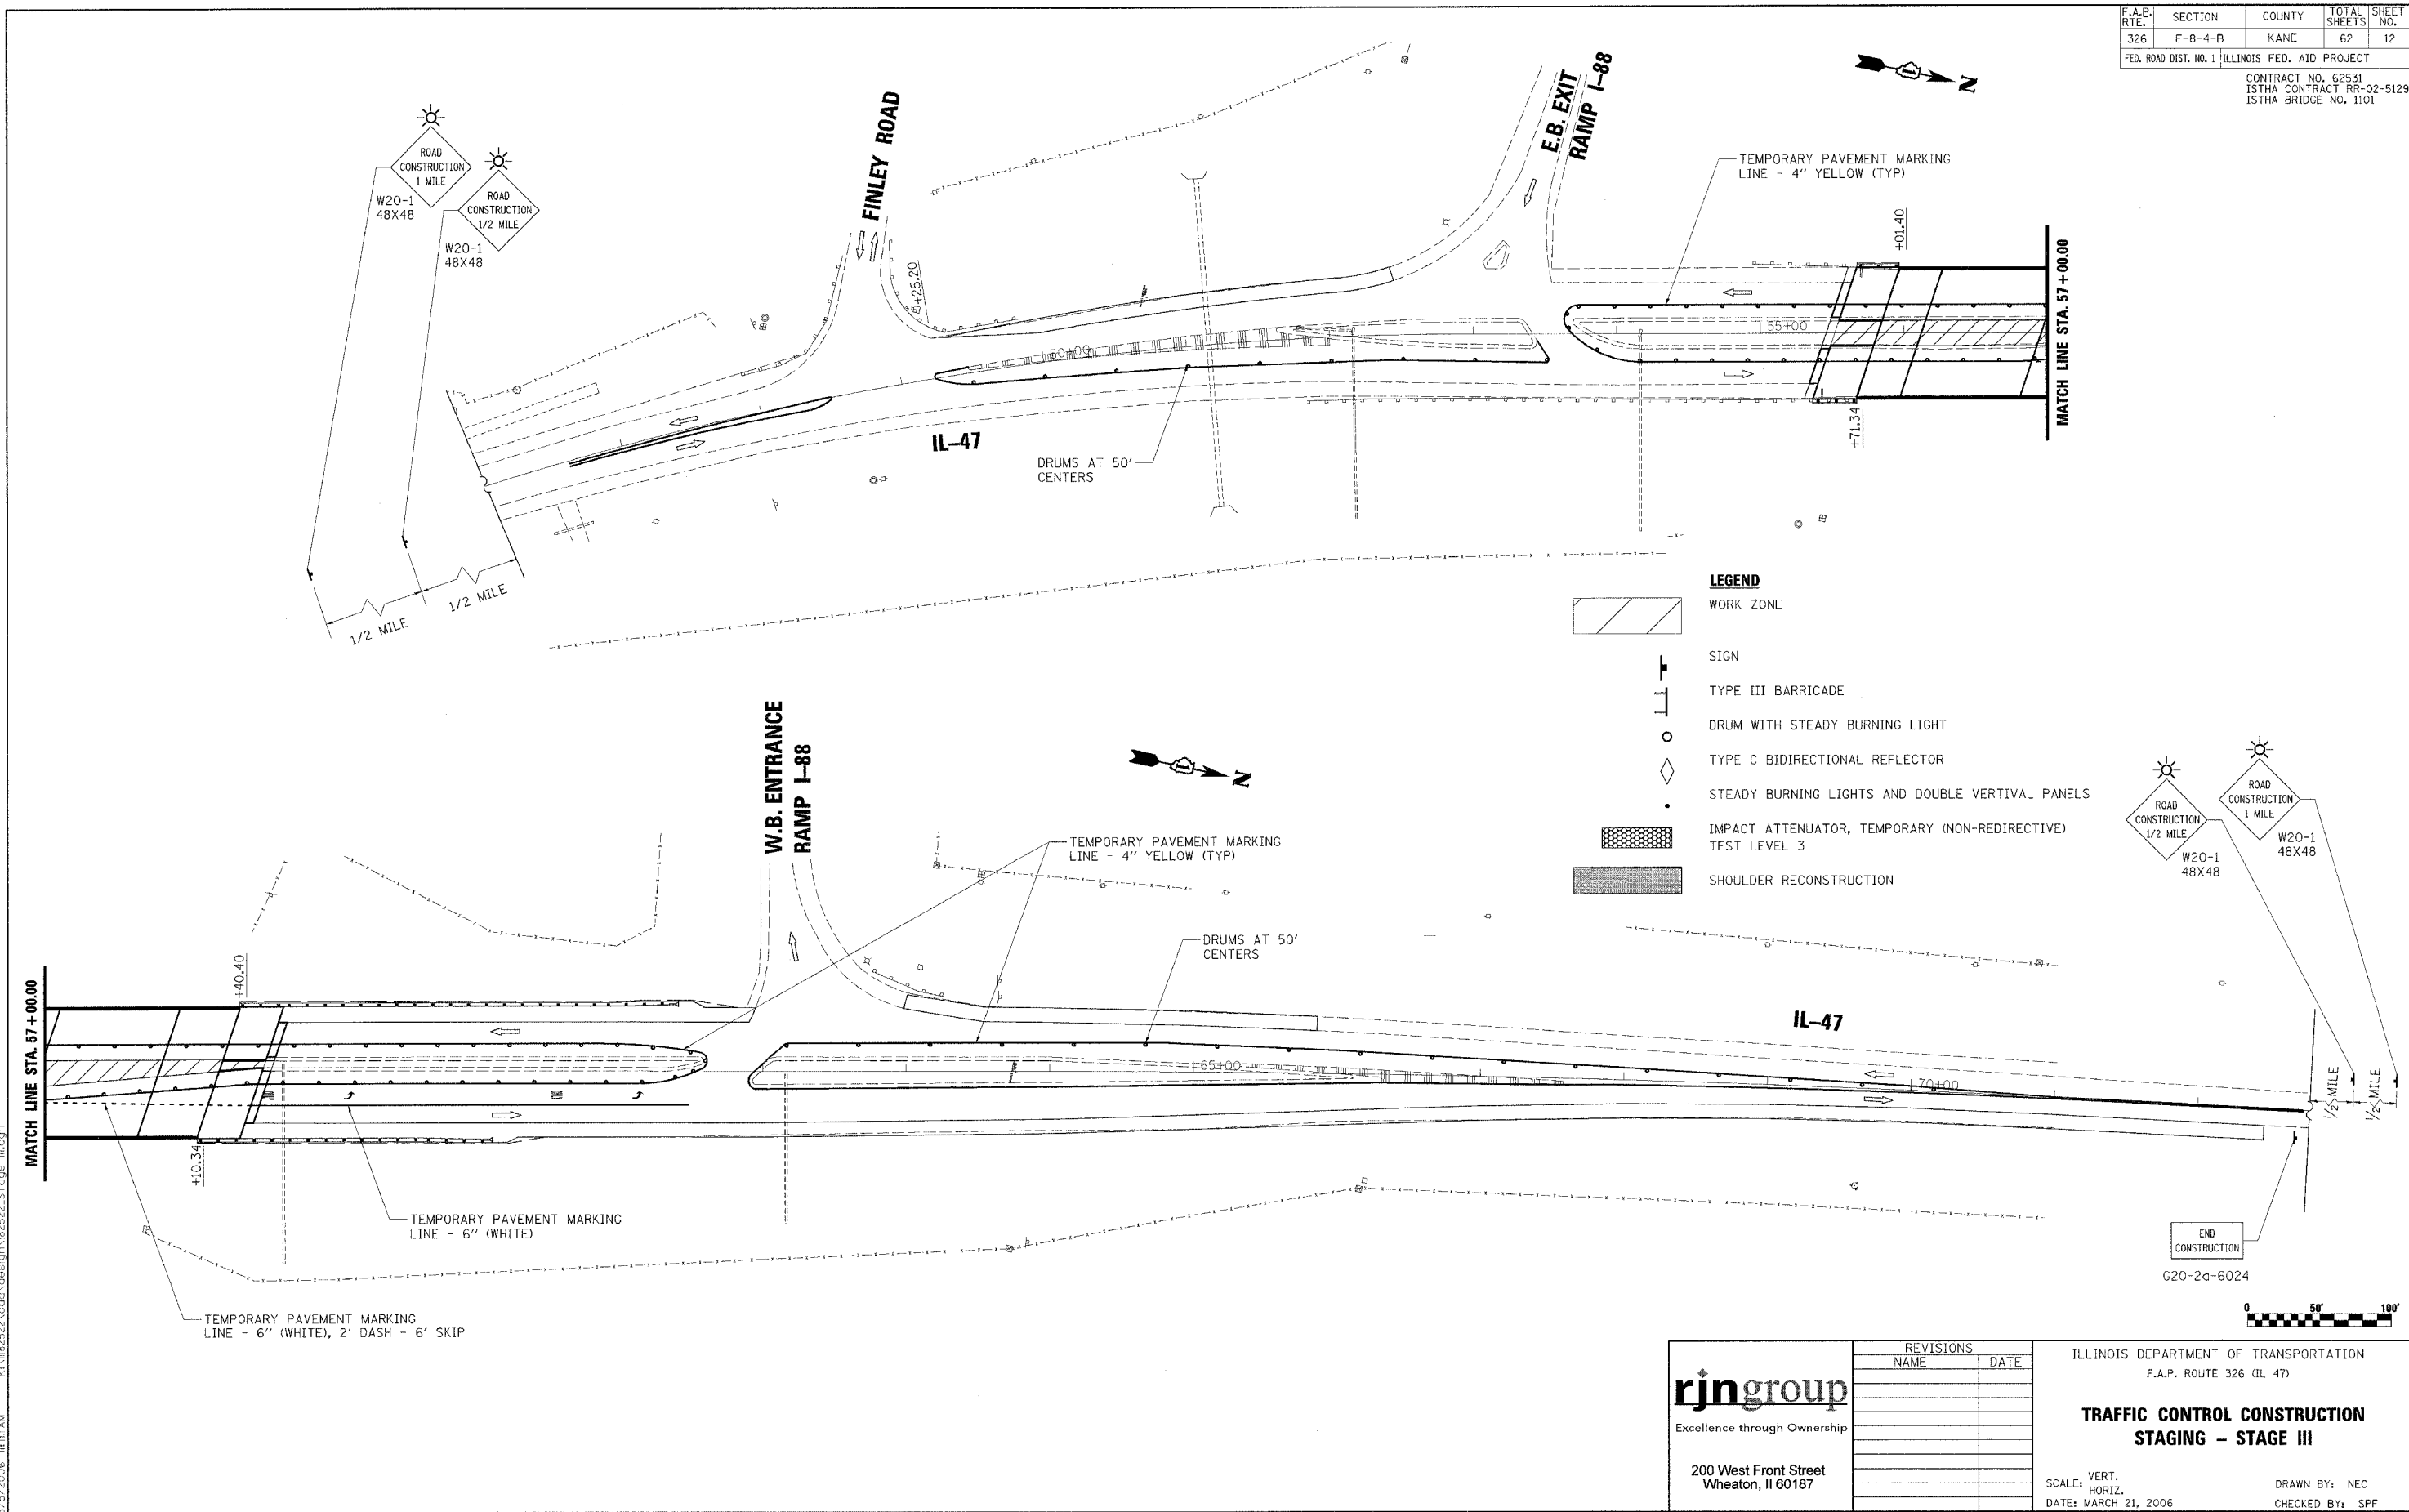 F.A.P. RTE. SECTION COUNTY TOTAL SHEETS SHEET NO.
326 E-8-4-B KANE 62 12
FED. ROAD DIST. NO. 1 ILLINOIS FED. AID PROJECT
CONTRACT NO. 62531
ISTHA CONTRACT RR-02-5129
ISTHA BRIDGE NO. 1101
N
ROAD
CONSTRUCTION
1 MILE
W20-1
48X48
ROAD
CONSTRUCTION
1/2 MILE
W20-1
48X48
FINLEY ROAD
E.B. EXIT
RAMP I-88
TEMPORARY PAVEMENT MARKING
LINE - 4" YELLOW (TYP)
+01.40
+25.20
MATCH LINE STA. 57+00.00
50+00
55+00
IL-47
DRUMS AT 50'
CENTERS
+71.34
1/2 MILE
1/2 MILE
LEGEND
WORK ZONE
SIGN
TYPE III BARRICADE
DRUM WITH STEADY BURNING LIGHT
TYPE C BIDIRECTIONAL REFLECTOR
STEADY BURNING LIGHTS AND DOUBLE VERTIVAL PANELS
IMPACT ATTENUATOR, TEMPORARY (NON-REDIRECTIVE)
TEST LEVEL 3
SHOULDER RECONSTRUCTION
W.B. ENTRANCE
RAMP I-88
N
TEMPORARY PAVEMENT MARKING
LINE - 4" YELLOW (TYP)
DRUMS AT 50'
CENTERS
ROAD
CONSTRUCTION
1/2 MILE
W20-1
48X48
ROAD
CONSTRUCTION
1 MILE
W20-1
48X48
MATCH LINE STA. 57+00.00
+40.40
IL-47
65+00
70+00
1/2 MILE
1/2 MILE
+10.34
TEMPORARY PAVEMENT MARKING
LINE - 6" (WHITE)
TEMPORARY PAVEMENT MARKING
LINE - 6" (WHITE), 2' DASH - 6' SKIP
END
CONSTRUCTION
G20-2a-6024
0 50' 100'
rjngroup
Excellence through Ownership
200 West Front Street
Wheaton, Il 60187
REVISIONS
NAME DATE
ILLINOIS DEPARTMENT OF TRANSPORTATION
F.A.P. ROUTE 326 (IL 47)
TRAFFIC CONTROL CONSTRUCTION
STAGING - STAGE III
SCALE: VERT.
HORIZ.
DATE: MARCH 21, 2006
DRAWN BY: NEC
CHECKED BY: SPF